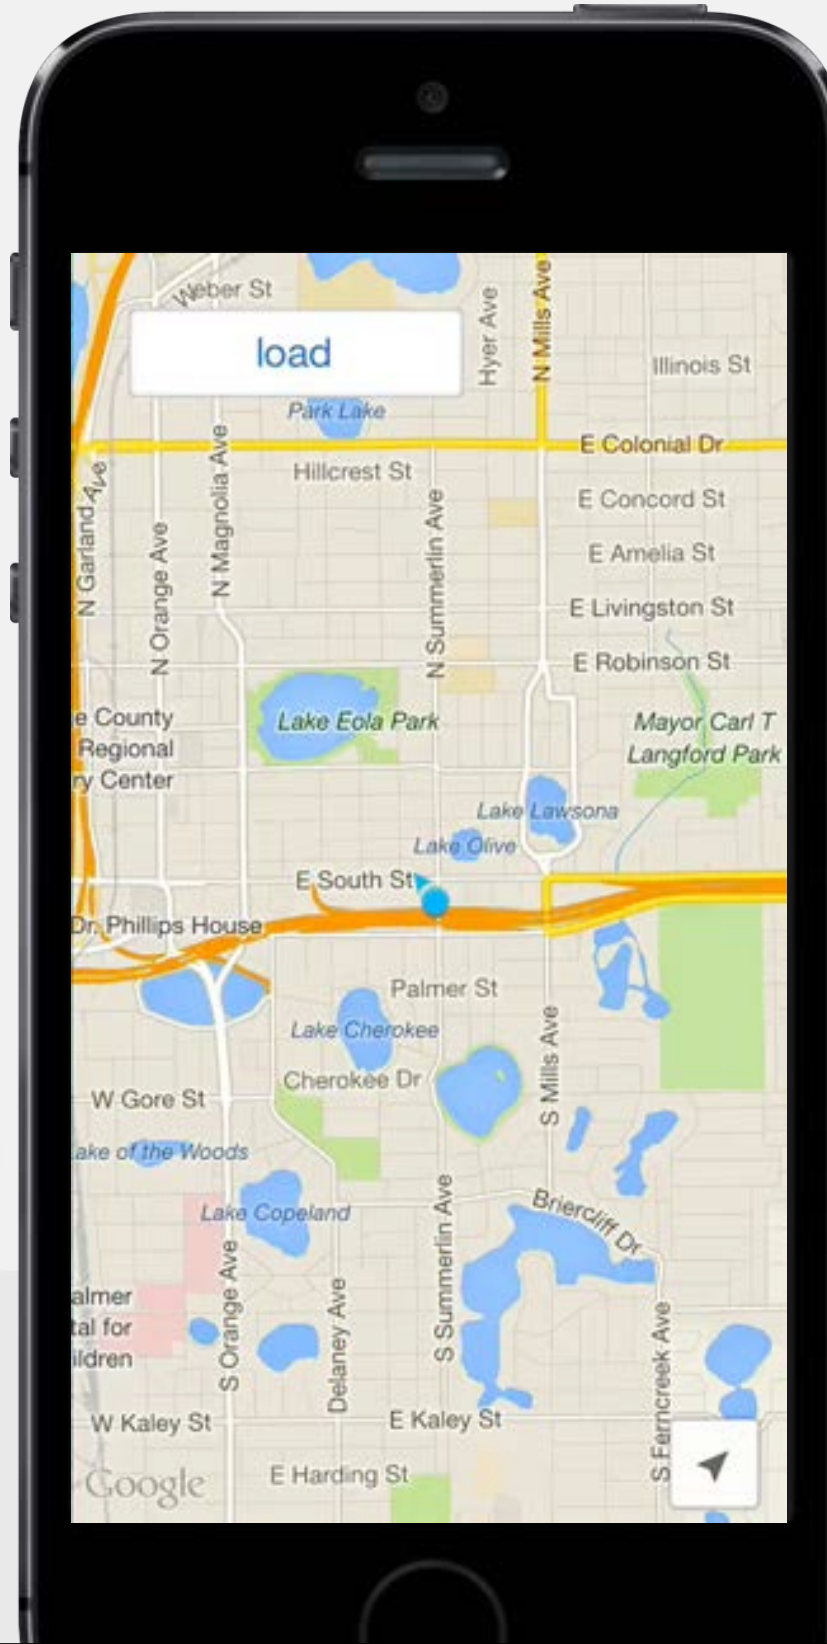 Weber St
load
Hyer Ave
N Mills Ave
Illinois St
Park Lake
E Colonial Dr
Hillcrest St
N Garland Ave
N Orange Ave
N Magnolia Ave
N Summerlin Ave
E Concord St
E Amelia St
E Livingston St
E Robinson St
e County
Regional
ry Center
Lake Eola Park
Mayor Carl T
Langford Park
Lake Lawsona
Lake Olive
E South St
Dr. Phillips House
Palmer St
Lake Cherokee
Cherokee Dr
S Mills Ave
W Gore St
ake of the Woods
Lake Copeland
Briercliff Dr
S Orange Ave
Delaney Ave
S Summerlin Ave
S Ferncreek Ave
almer
tal for
ildren
W Kaley St
E Kaley St
Google
E Harding St